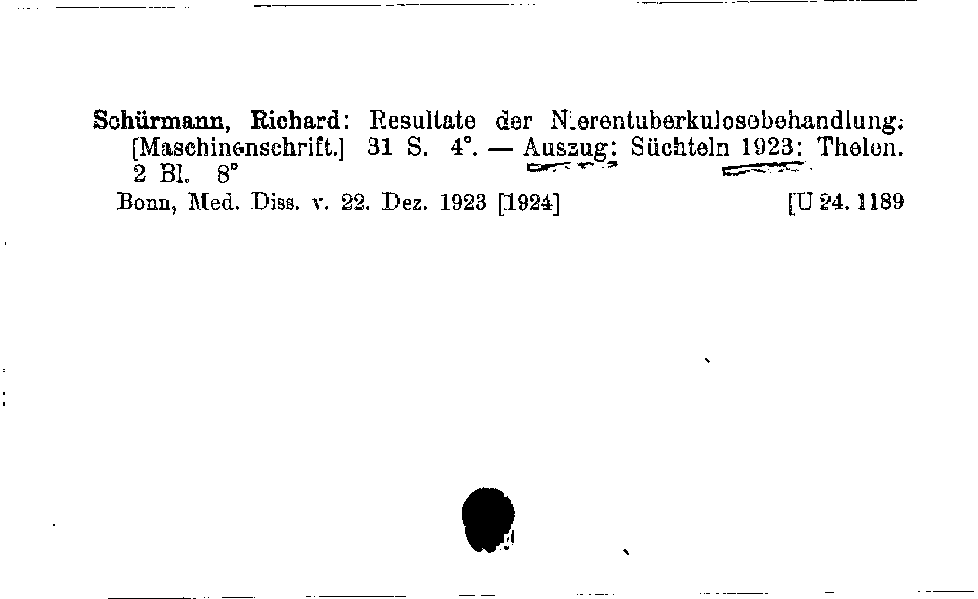 Schürmann, Richard: Resultate der Nierentuberkulosebehandlung.
[Maschinenschrift.] 31 S. 4°. — Auszug: Süchteln 1923: Thelen.
2 Bl. 8°
Bonn, Med. Diss. v. 22. Dez. 1923 [1924] [U 24. 1189